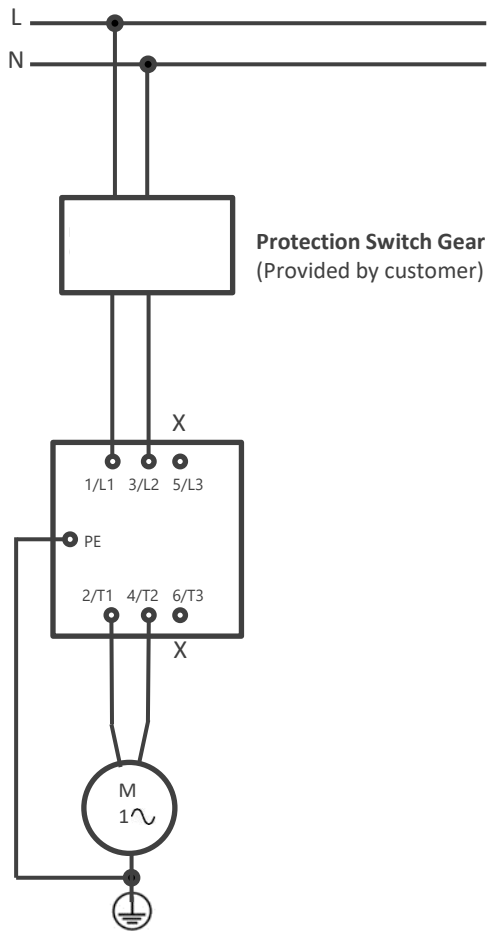 L
N
Protection Switch Gear
(Provided by customer)
X
1/L1 3/L2 5/L3
PE
2/T1 4/T2 6/T3
X
M
1∿